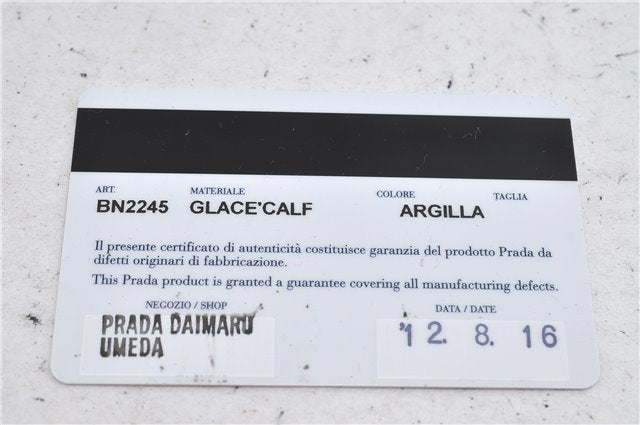 ART. MATERIALE COLORE TAGLIA
BN2245 GLACE'CALF ARGILLA
Il presente certificato di autenticità costituisce garanzia del prodotto Prada da
difetti originari di fabbricazione.
This Prada product is granted a guarantee covering all manufacturing defects.
NEGOZIO / SHOP DATA / DATE
PRADA DAIMARU '12. 8. 16
UMEDA